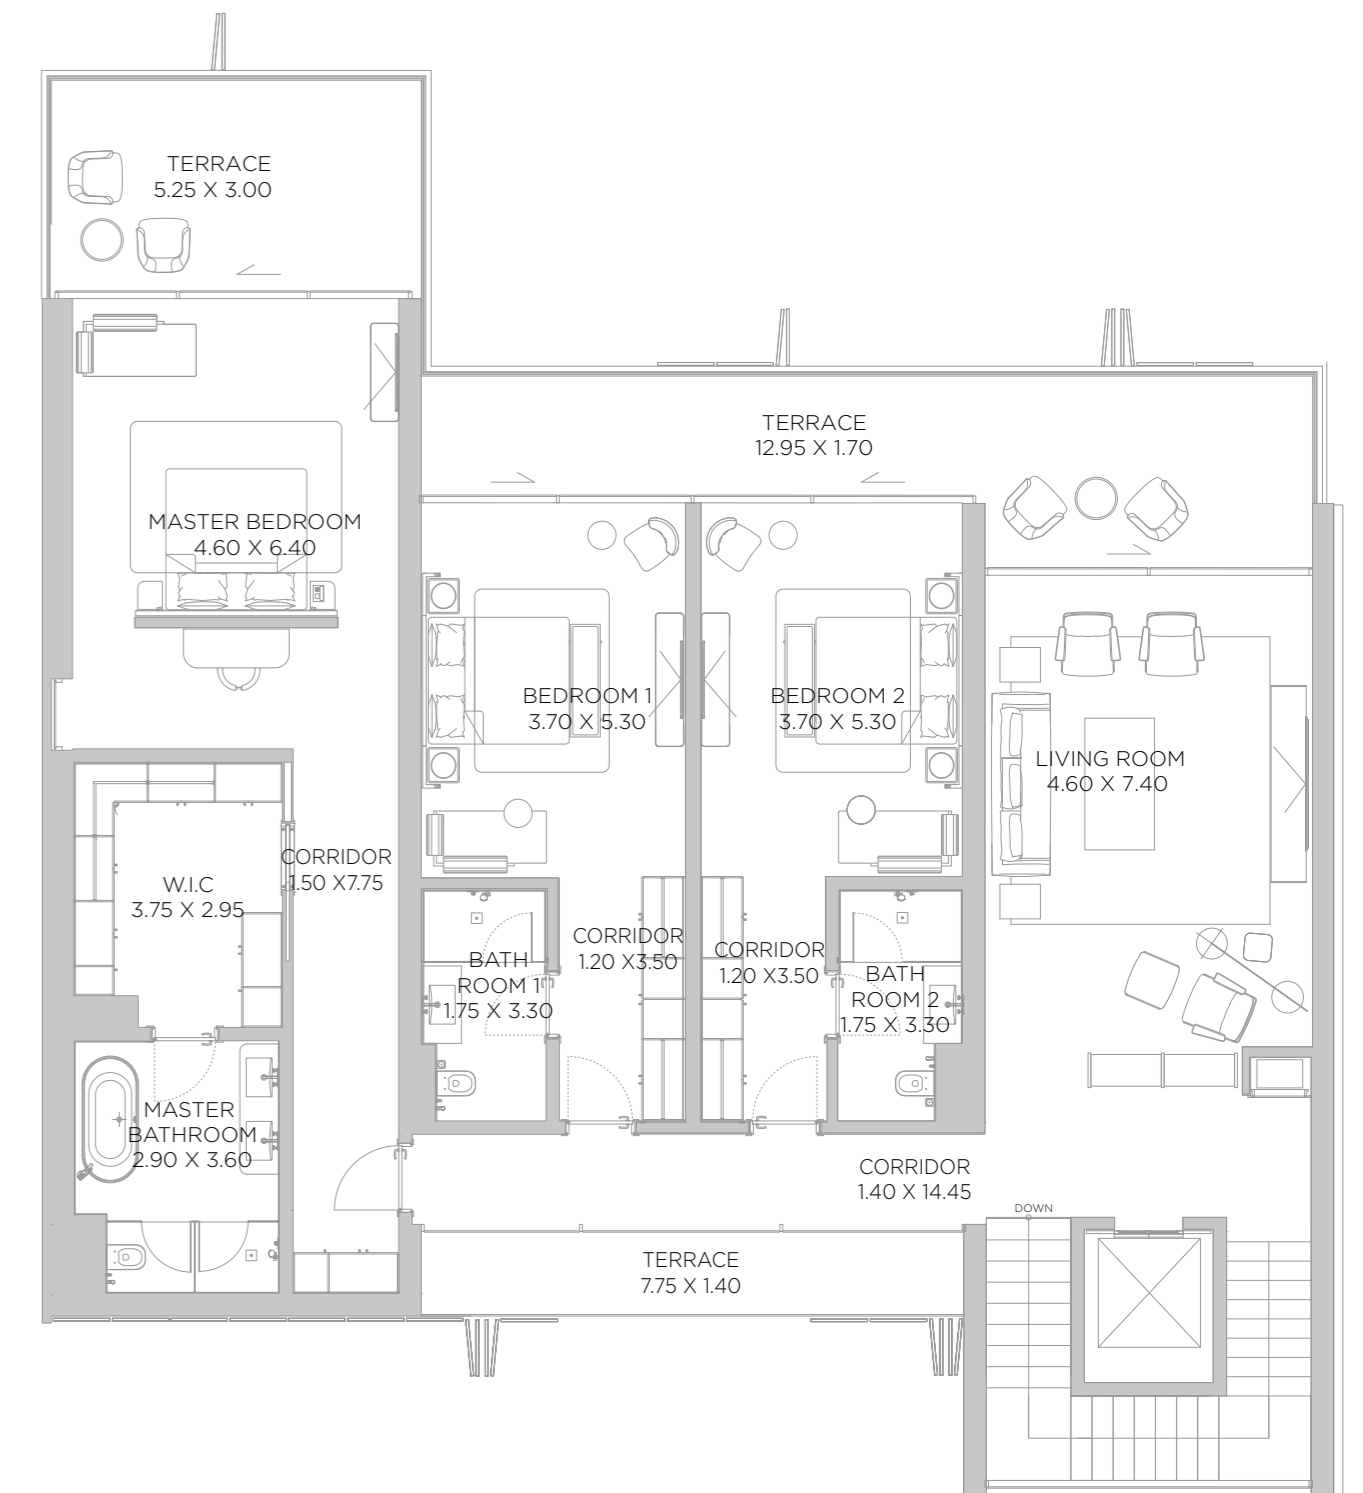 TERRACE
5.25 X 3.00
TERRACE
12.95 X 1.70
MASTER BEDROOM
4.60 X 6.40
BEDROOM 1
3.70 X 5.30
BEDROOM 2
3.70 X 5.30
LIVING ROOM
4.60 X 7.40
CORRIDOR
1.50 X7.75
W.I.C
3.75 X 2.95
BATH
ROOM 1
1.75 X 3.30
CORRIDOR
1.20 X3.50
CORRIDOR
1.20 X3.50
BATH
ROOM 2
1.75 X 3.30
MASTER
BATHROOM
2.90 X 3.60
CORRIDOR
1.40 X 14.45
DOWN
TERRACE
7.75 X 1.40